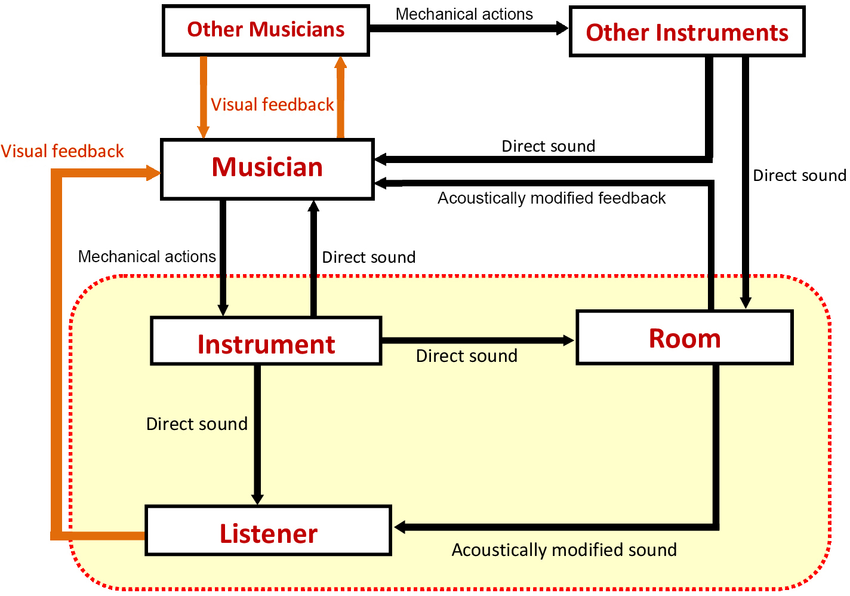 Other Musicians
Mechanical actions
Other Instruments
Visual feedback
Visual feedback
Musician
Direct sound
Direct sound
Acoustically modified feedback
Mechanical actions
Direct sound
Instrument
Direct sound
Room
Direct sound
Listener
Acoustically modified sound